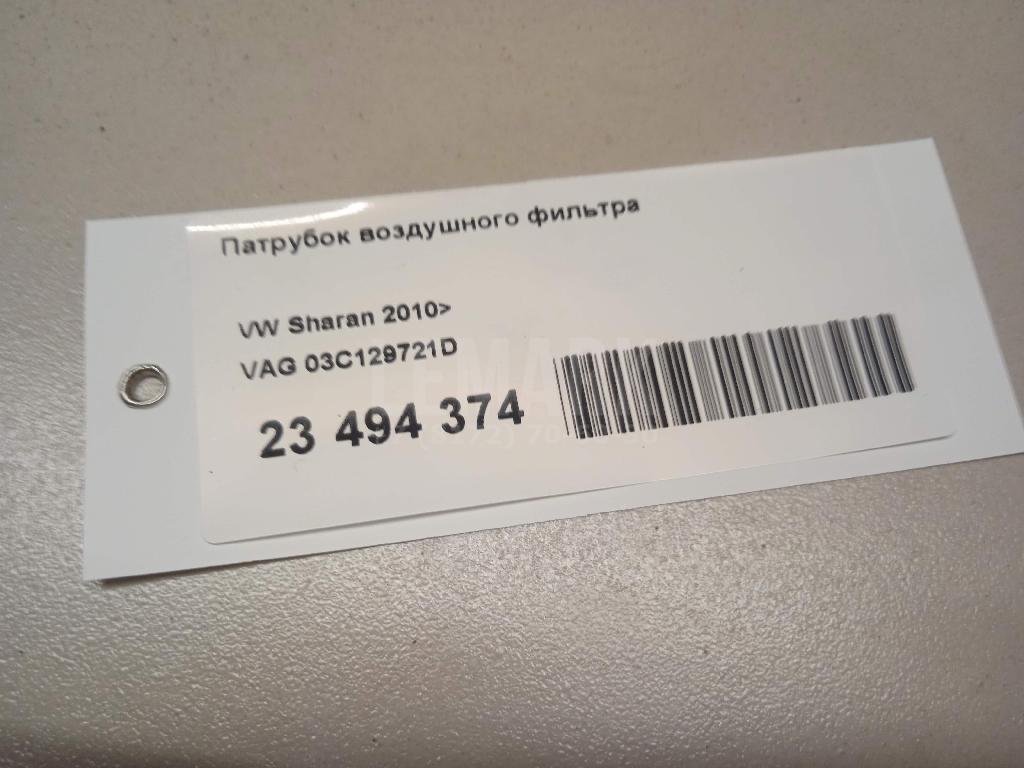 Патрубок воздушного фильтра
VW Sharan 2010>
VAG 03C129721D
23 494 374